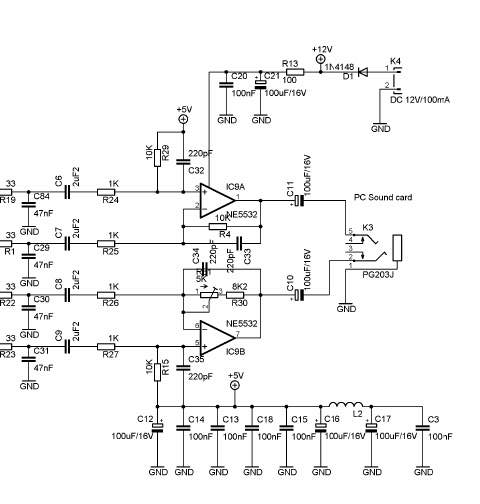 +12V
K4
R13
1N4148
1
C20
C21
100
D1
100nF
100uF/16V
2
DC 12V/100mA
+5V
GND
GND
GND
10K
R29
220pF
C32
C6
2uF2
C11
100uF/16V
33
1K
3
IC9A
1
R19
C84
R24
2
10K
NE5532
PC Sound card
47nF
R4
GND
C7
2uF2
K3
33
1K
5
4
R1
C29
R25
C34
220pF
220pF
C33
3
2
47nF
R31
1
GND
C8
2uF2
5K
C10
100uF/16V
PG203J
33
1K
1
3
8K2
R22
C30
R26
2
R30
GND
47nF
GND
C9
2uF2
6
NE5532
33
1K
5
7
R23
C31
R27
IC9B
47nF
10K
R15
C35
GND
220pF
+5V
L2
C12
C14
C13
C18
C15
C16
C17
C3
100uF/16V
100nF
100nF
100nF
100nF
100uF/16V
100uF/16V
100nF
GND
GND
GND
GND
GND
GND
GND
GND